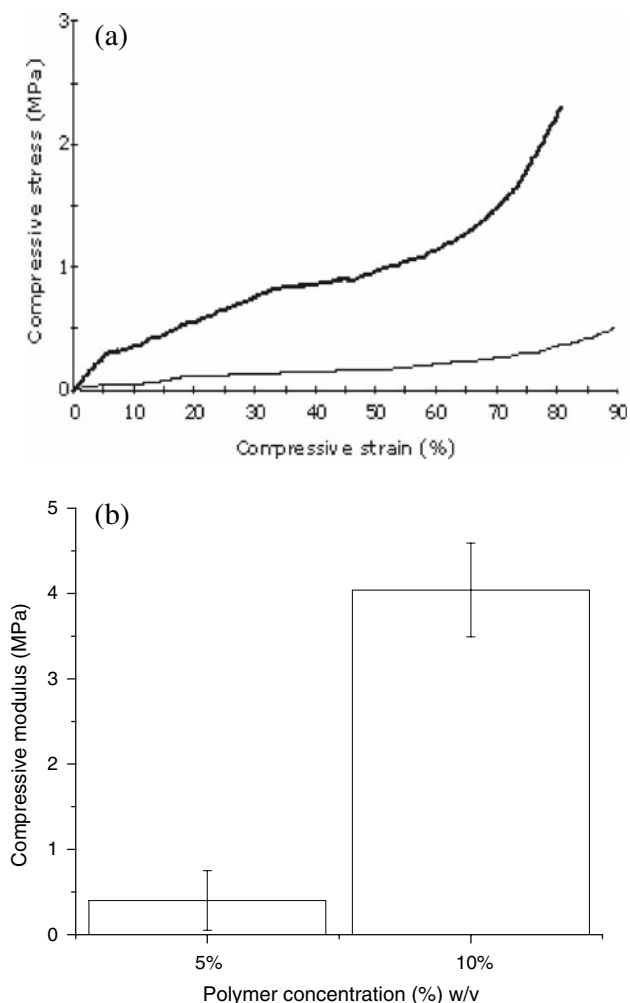 (a)
Compressive stress (MPa)
3
2
1
0
0 10 20 30 40 50 60 70 80 90
Compressive strain (%)
(b)
Compressive modulus (MPa)
5
4
3
2
1
0
5% 10%
Polymer concentration (%) w/v